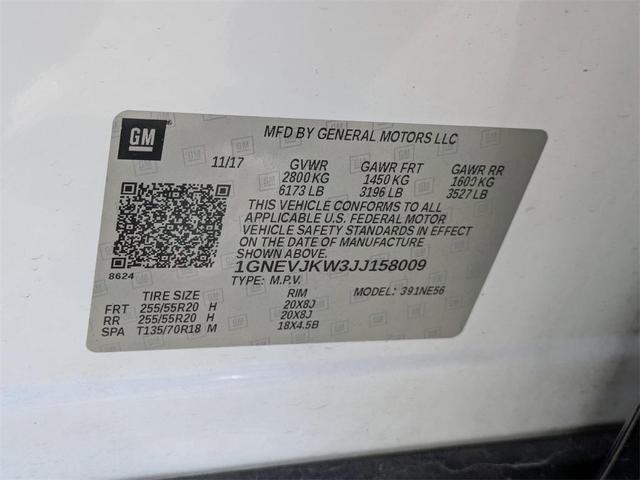 GM
MFD BY GENERAL MOTORS LLC
11/17 GVWR GAWR FRT GAWR RR
2800 KG 1450 KG 1600 KG
6173 LB 3196 LB 3527 LB
THIS VEHICLE CONFORMS TO ALL
APPLICABLE U.S. FEDERAL MOTOR
VEHICLE SAFETY STANDARDS IN EFFECT
ON THE DATE OF MANUFACTURE
SHOWN ABOVE.
8624
1GNEVJKW3JJ158009
TYPE: M.P.V. MODEL: 391NE56
TIRE SIZE RIM
FRT 255/55R20 H 20X8J
RR 255/55R20 H 20X8J
SPA T135/70R18 M 18X4.5B